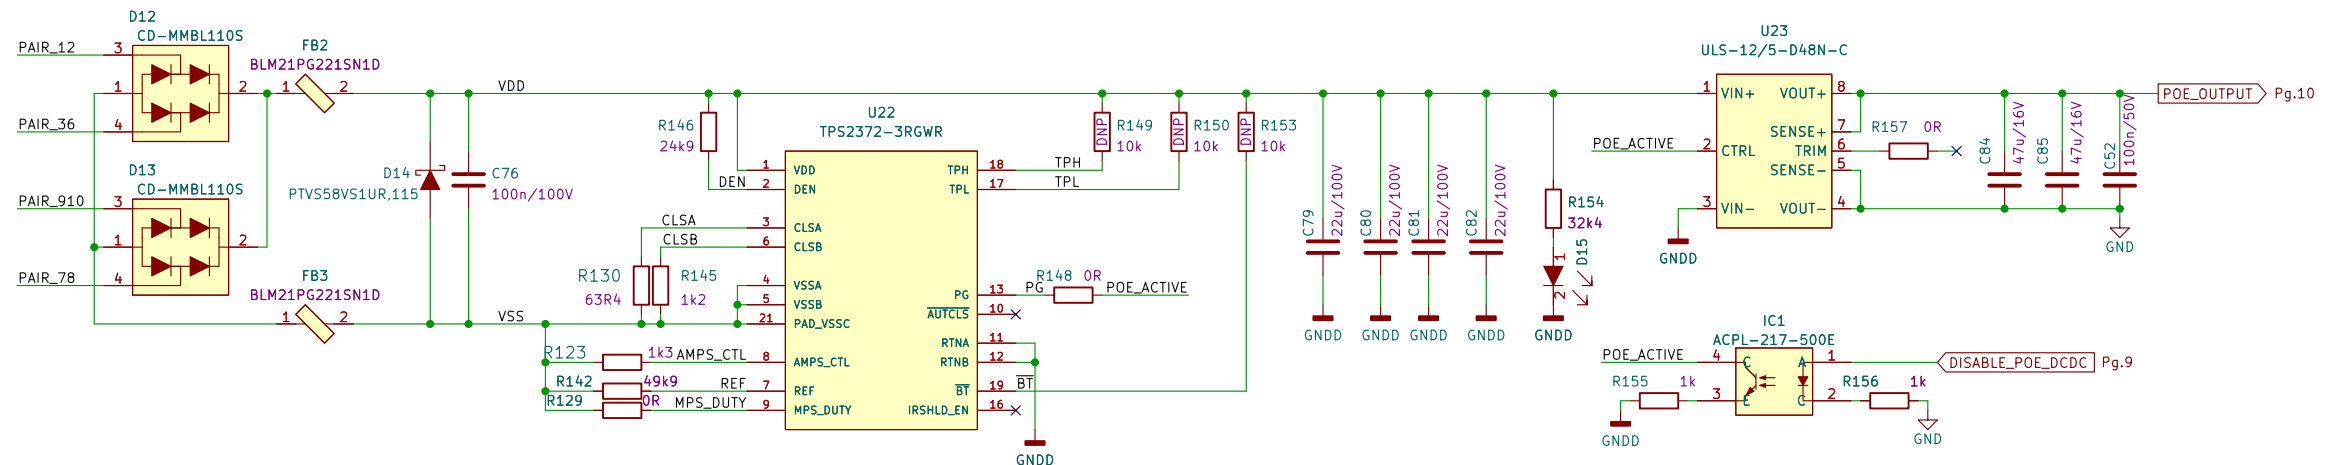 D12
CD-MMBL110S
PAIR_12
3
1
2
PAIR_36
4
D13
CD-MMBL110S
PAIR_910
3
1
2
PAIR_78
4
FB2
BLM21PG221SN1D
1
2
FB3
BLM21PG221SN1D
1
2
VDD
D14
PTVS58VS1UR,115
C76
100n/100V
VSS
R146
24k9
DEN
CLSA
CLSB
R130
63R4
R145
1k2
R123
1k3
AMPS_CTL
R142
49k9
REF
R129
0R
MPS_DUTY
U22
TPS2372-3RGWR
1 VDD
2 DEN
3 CLSA
6 CLSB
4 VSSA
5 VSSB
21 PAD_VSSC
8 AMPS_CTL
7 REF
9 MPS_DUTY
TPH 18
TPL 17
PG 13
AUTCLS 10
RTNA 11
RTNB 12
BT 19
IRSHLD_EN 16
TPH
TPL
PG
R148
0R
POE_ACTIVE
BT
GNDD
DNP
R149
10k
DNP
R150
10k
DNP
R153
10k
C79
22u/100V
GNDD
C80
22u/100V
GNDD
C81
22u/100V
GNDD
C82
22u/100V
GNDD
R154
32k4
D15
1
2
GNDD
U23
ULS-12/5-D48N-C
1 VIN+
2 CTRL
3 VIN-
VOUT+ 8
SENSE+ 7
TRIM 6
SENSE- 5
VOUT- 4
POE_ACTIVE
GNDD
R157
0R
C84
47u/16V
C85
47u/16V
C52
100n/50V
GND
POE_OUTPUT
Pg.10
IC1
ACPL-217-500E
POE_ACTIVE
4
C
A
1
3
E
C
2
R155
1k
GNDD
R156
1k
GND
DISABLE_POE_DCDC
Pg.9